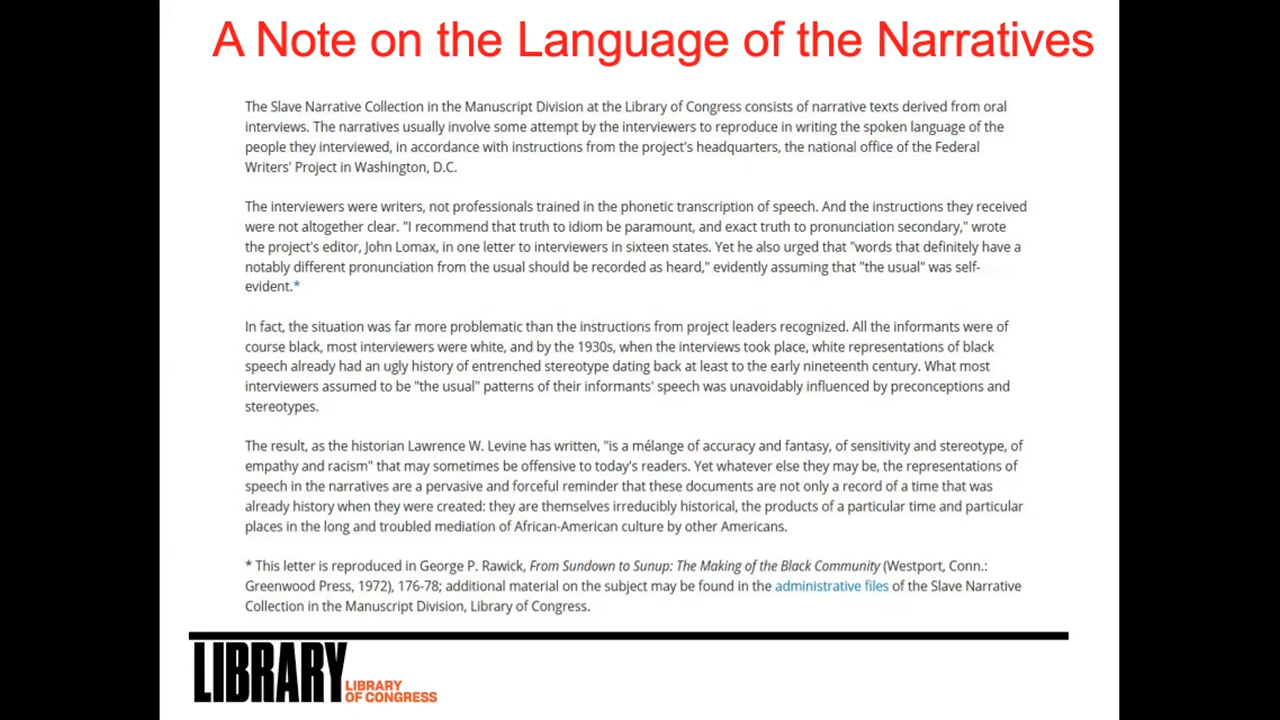 A Note on the Language of the Narratives
The Slave Narrative Collection in the Manuscript Division at the Library of Congress consists of narrative texts derived from oral
interviews. The narratives usually involve some attempt by the interviewers to reproduce in writing the spoken language of the
people they interviewed, in accordance with instructions from the project's headquarters, the national office of the Federal
Writers' Project in Washington, D.C.
The interviewers were writers, not professionals trained in the phonetic transcription of speech. And the instructions they received
were not altogether clear. "I recommend that truth to idiom be paramount, and exact truth to pronunciation secondary," wrote
the project's editor, John Lomax, in one letter to interviewers in sixteen states. Yet he also urged that "words that definitely have a
notably different pronunciation from the usual should be recorded as heard," evidently assuming that "the usual" was self-
evident.*
In fact, the situation was far more problematic than the instructions from project leaders recognized. All the informants were of
course black, most interviewers were white, and by the 1930s, when the interviews took place, white representations of black
speech already had an ugly history of entrenched stereotype dating back at least to the early nineteenth century. What most
interviewers assumed to be "the usual" patterns of their informants' speech was unavoidably influenced by preconceptions and
stereotypes.
The result, as the historian Lawrence W. Levine has written, "is a mélange of accuracy and fantasy, of sensitivity and stereotype, of
empathy and racism" that may sometimes be offensive to today's readers. Yet whatever else they may be, the representations of
speech in the narratives are a pervasive and forceful reminder that these documents are not only a record of a time that was
already history when they were created: they are themselves irreducibly historical, the products of a particular time and particular
places in the long and troubled mediation of African-American culture by other Americans.
* This letter is reproduced in George P. Rawick, From Sundown to Sunup: The Making of the Black Community (Westport, Conn.:
Greenwood Press, 1972), 176-78; additional material on the subject may be found in the administrative files of the Slave Narrative
Collection in the Manuscript Division, Library of Congress.
LIBRARY
LIBRARY
OF CONGRESS